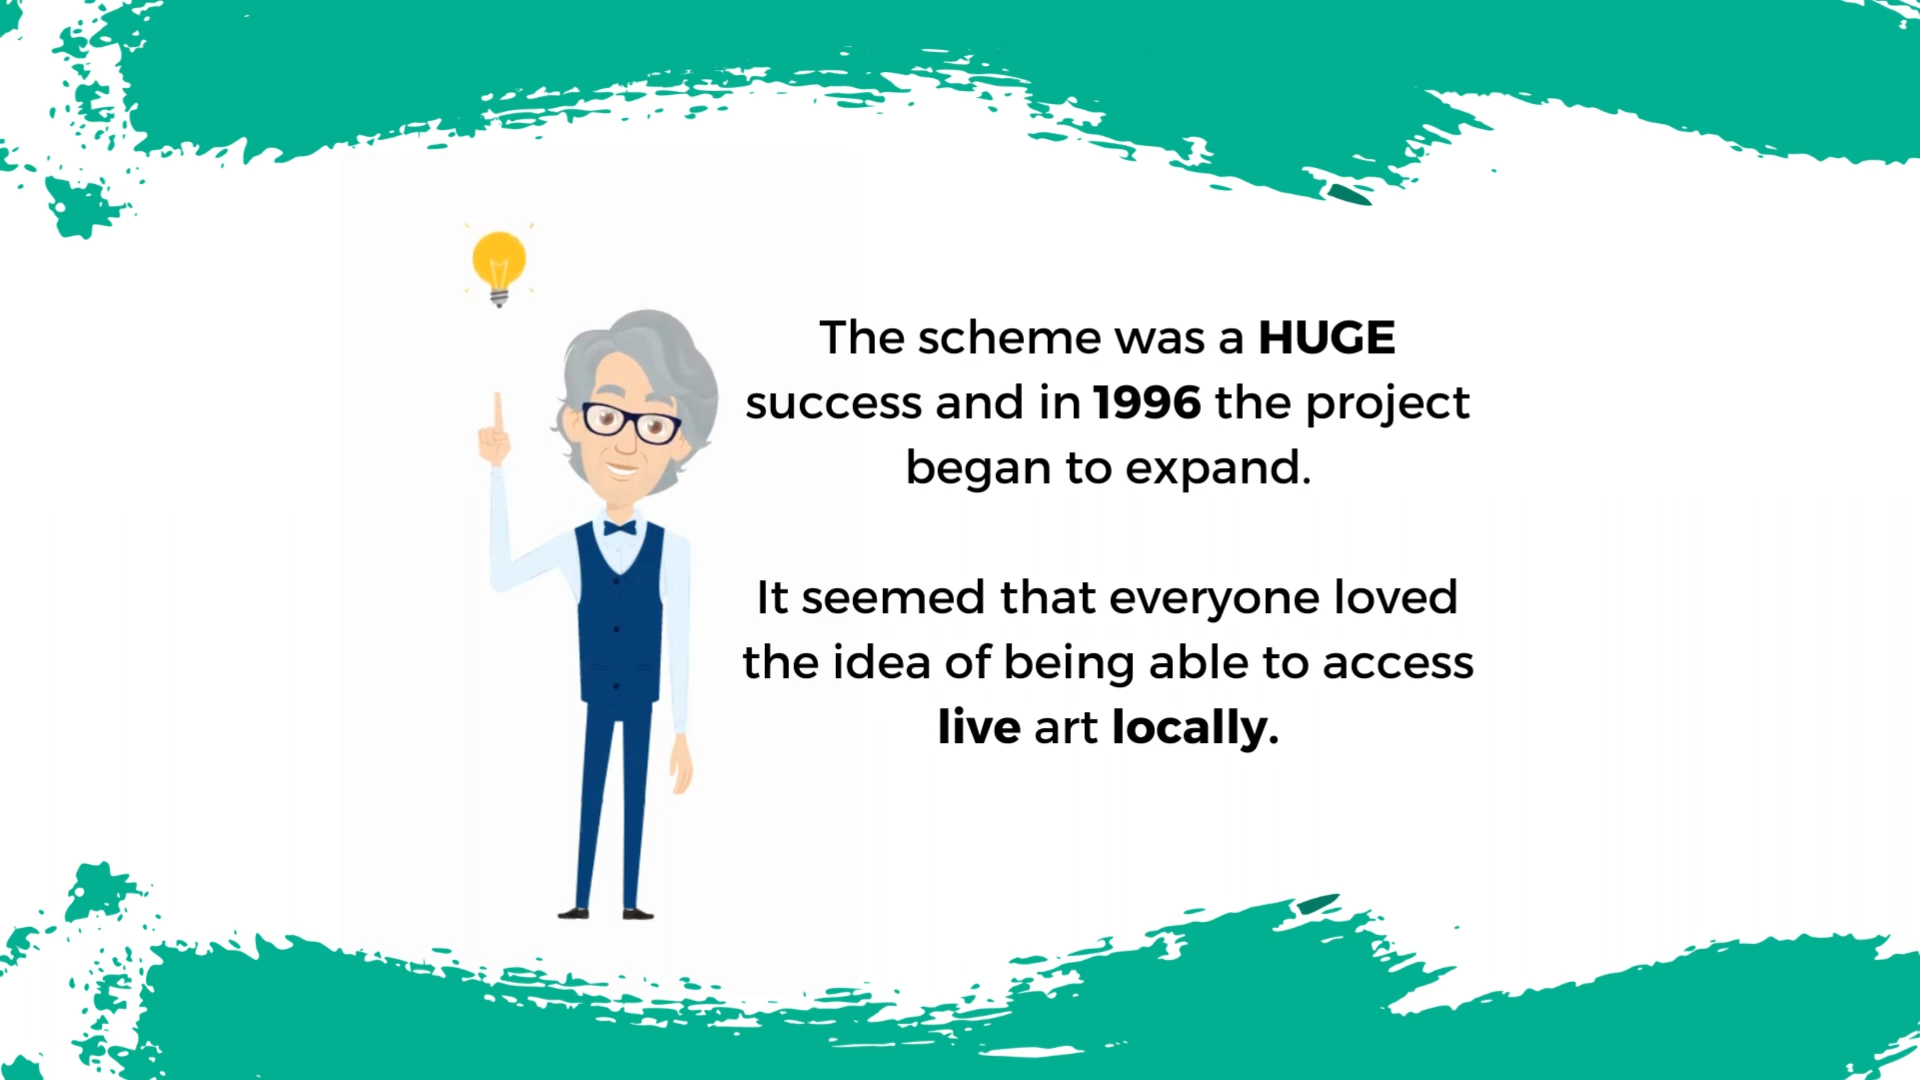 The scheme was a HUGE
success and in 1996 the project
began to expand.
It seemed that everyone loved
the idea of being able to access
live art locally.